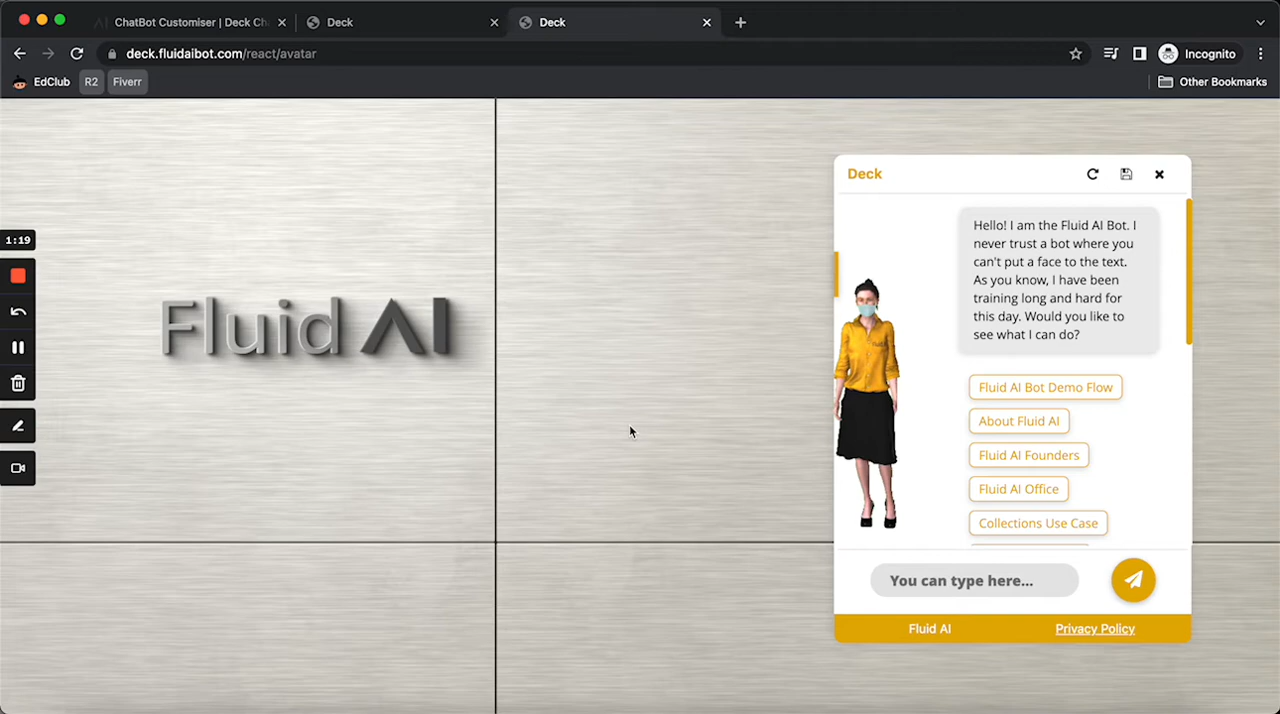 ChatBot Customiser | Deck Ch
Deck
Deck
deck.fluidaibot.com/react/avatar
Incognito
EdClub
R2
Fiverr
Other Bookmarks
1:19
Fluid AI
Deck
Hello! I am the Fluid AI Bot. I
never trust a bot where you
can't put a face to the text.
As you know, I have been
training long and hard for
this day. Would you like to
see what I can do?
Fluid AI Bot Demo Flow
About Fluid AI
Fluid AI Founders
Fluid AI Office
Collections Use Case
You can type here...
Fluid AI
Privacy Policy